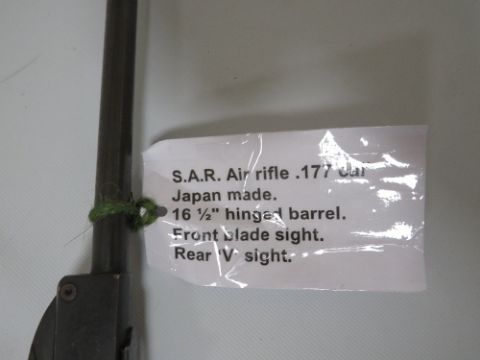 S.A.R. Air rifle .177 cal
Japan made.
16 ½" hinged barrel.
Front blade sight.
Rear 'V' sight.